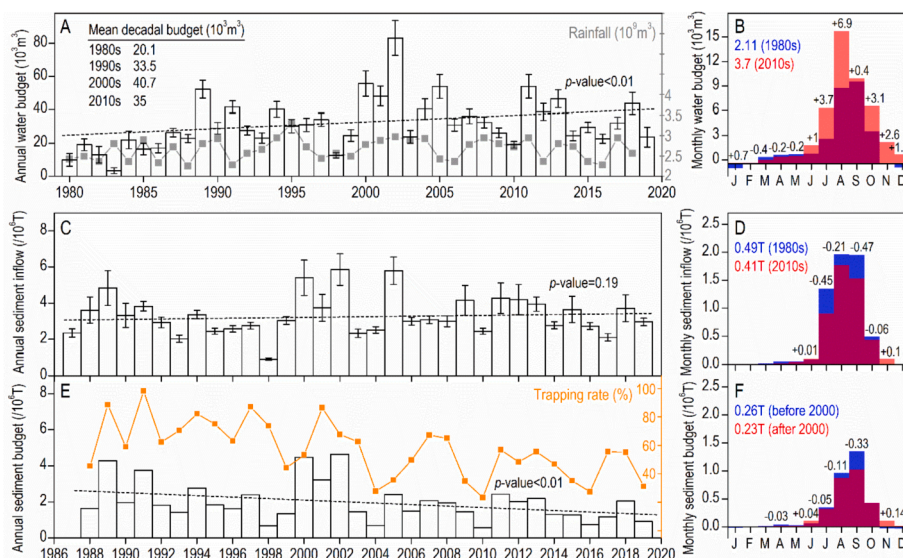 A
Mean decadal budget (10³m³)
1980s 20.1
1990s 33.5
2000s 40.7
2010s 35
Rainfall (10⁹m³)
p-value<0.01
Annual water budget (10³m³)
80
60
40
20
0
4
3.5
3
2.5
2
1980 1985 1990 1995 2000 2005 2010 2015 2020
B
2.11 (1980s)
3.7 (2010s)
Monthly water budget (10³m³)
15
10
5
0
+0.7 -0.4 -0.2 -0.2 +1 +3.7 +6.9 +0.4 +3.1 +2.6 +1.
J F M A M J J A S O N D
C
p-value=0.19
Annual sediment inflow (/10⁶T)
8
6
4
2
0
D
0.49T (1980s)
0.41T (2010s)
Monthly sediment inflow (/10⁶T)
2.5
2.0
1.5
1.0
0.5
0.0
+0.01 -0.45 -0.21 -0.47 -0.06 +0.1
J F M A M J J A S O N D
E
Trapping rate (%)
p-value<0.01
Annual sediment budget (/10⁶T)
8
6
4
2
0
100
80
60
40
1986 1988 1990 1992 1994 1996 1998 2000 2002 2004 2006 2008 2010 2012 2014 2016 2018 2020
F
0.26T (before 2000)
0.23T (after 2000)
Monthly sediment budget (/10⁶T)
2.0
1.5
1.0
0.5
0.0
-0.03 +0.04 -0.05 -0.11 -0.33 +0.14
J F M A M J J A S O N D